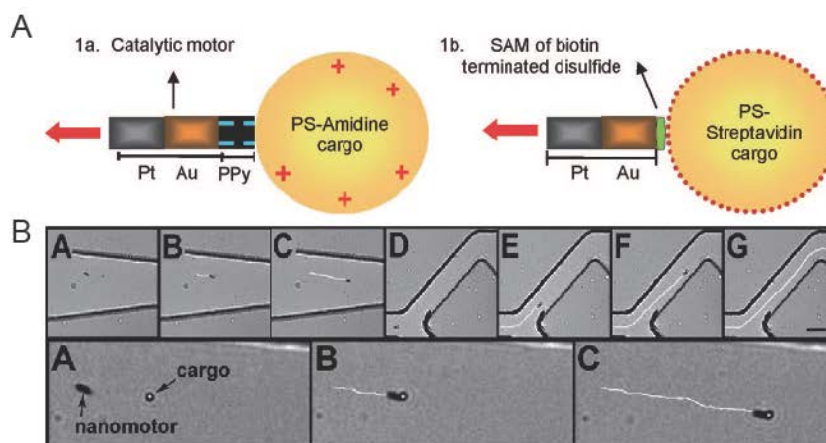 A
1a. Catalytic motor
Pt
Au
PPy
+
+
+
+
+
+
PS-Amidine
cargo
1b. SAM of biotin
terminated disulfide
Pt
Au
PS-
Streptavidin
cargo
B
A
B
C
D
E
F
G
A
cargo
nanomotor
B
C